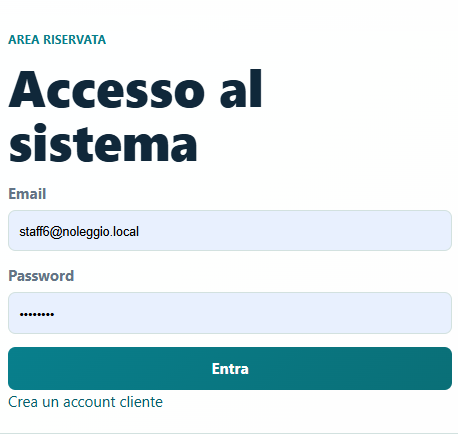 AREA RISERVATA
Accesso al
sistema
Email
staff6@noleggio.local
Password
••••••••
Entra
Crea un account cliente